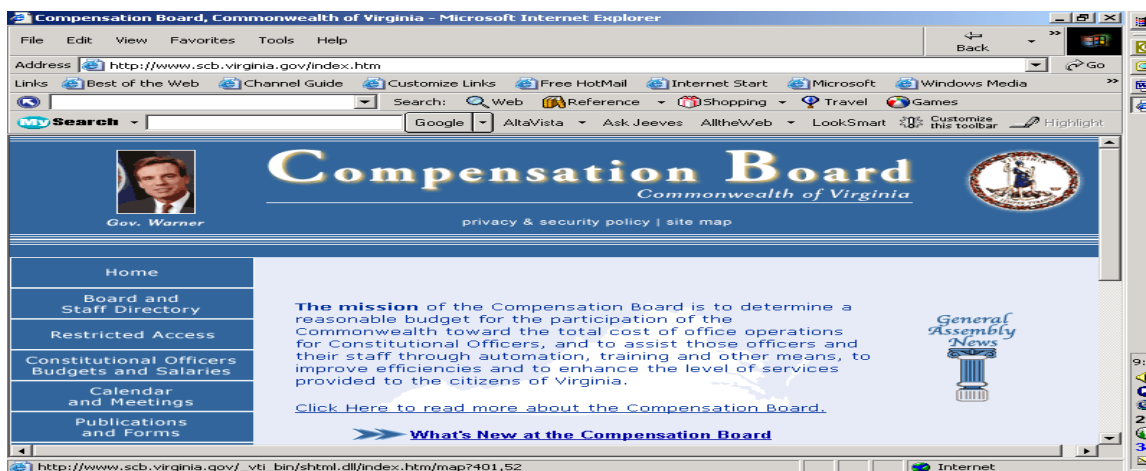 Compensation Board, Commonwealth of Virginia - Microsoft Internet Explorer
File Edit View Favorites Tools Help
Back
Address http://www.scb.virginia.gov/index.htm Go
Links Best of the Web Channel Guide Customize Links Free HotMail Internet Start Microsoft Windows Media
Search: Web Reference Shopping Travel Games
My Search Google AltaVista Ask Jeeves AlltheWeb LookSmart Customize this toolbar Highlight
Compensation Board
Commonwealth of Virginia
Gov. Warner
privacy & security policy | site map
Home
Board and
Staff Directory
Restricted Access
Constitutional Officers
Budgets and Salaries
Calendar
and Meetings
Publications
and Forms
The mission of the Compensation Board is to determine a
reasonable budget for the participation of the
Commonwealth toward the total cost of office operations
for Constitutional Officers, and to assist those officers and
their staff through automation, training and other means, to
improve efficiencies and to enhance the level of services
provided to the citizens of Virginia.
Click Here to read more about the Compensation Board.
What's New at the Compensation Board
General
Assembly
News
http://www.scb.virginia.gov/_vti_bin/shtml.dll/index.htm/map?401,52
Internet